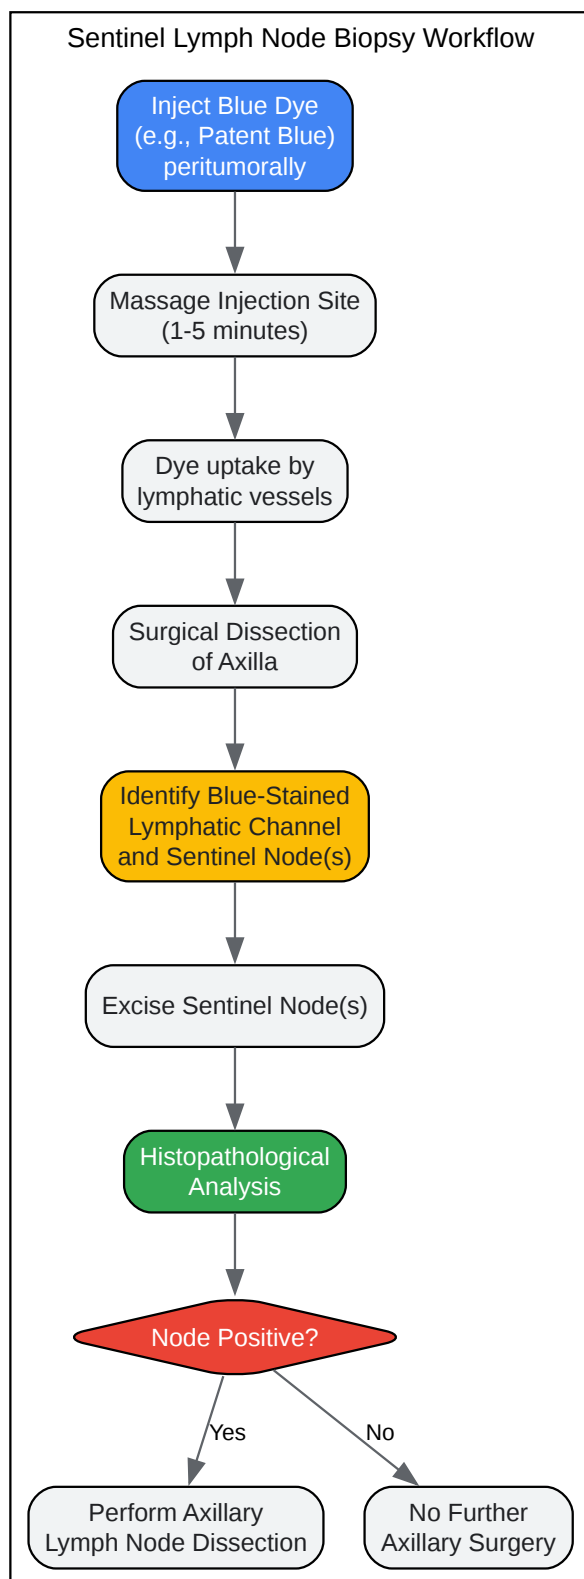 Sentinel Lymph Node Biopsy Workflow
Inject Blue Dye
(e.g., Patent Blue)
peritumorally
Massage Injection Site
(1-5 minutes)
Dye uptake by
lymphatic vessels
Surgical Dissection
of Axilla
Identify Blue-Stained
Lymphatic Channel
and Sentinel Node(s)
Excise Sentinel Node(s)
Histopathological
Analysis
Node Positive?
Yes
No
Perform Axillary
Lymph Node Dissection
No Further
Axillary Surgery